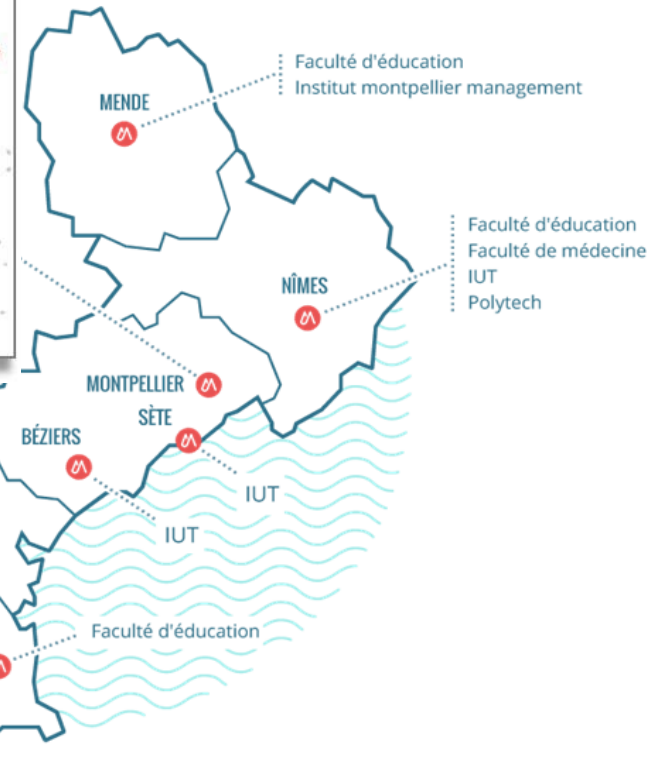 Faculté d'éducation
Institut montpellier management
MENDE
Faculté d'éducation
Faculté de médecine
IUT
Polytech
NÎMES
MONTPELLIER
SÈTE
BÉZIERS
IUT
IUT
Faculté d'éducation